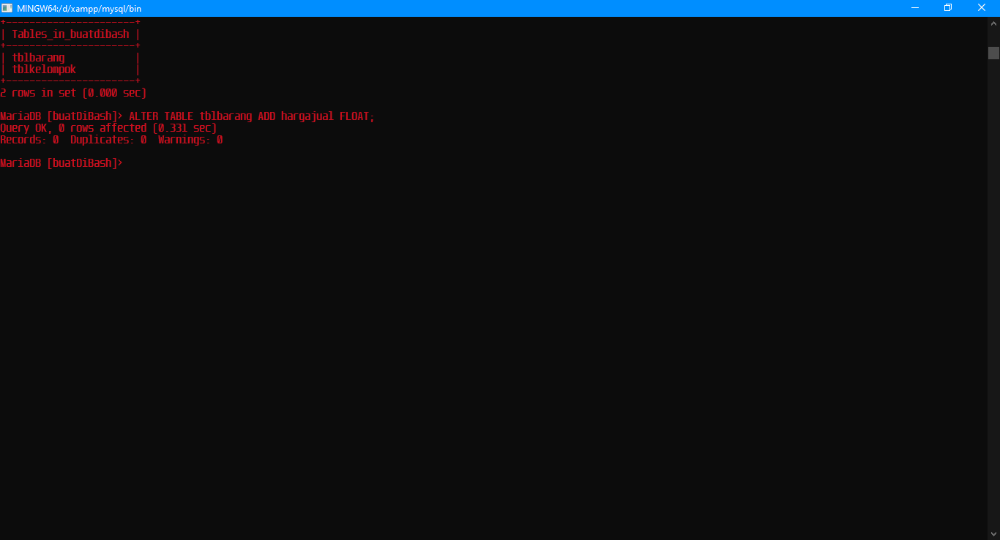 MINGW64:/d/xampp/mysql/bin
+----------------------+
| Tables_in_buatdibash |
+----------------------+
| tblbarang            |
| tblkelompok          |
+----------------------+
2 rows in set (0.000 sec)
MariaDB [buatDiBash]> ALTER TABLE tblbarang ADD hargajual FLOAT;
Query OK, 0 rows affected (0.331 sec)
Records: 0  Duplicates: 0  Warnings: 0
MariaDB [buatDiBash]>